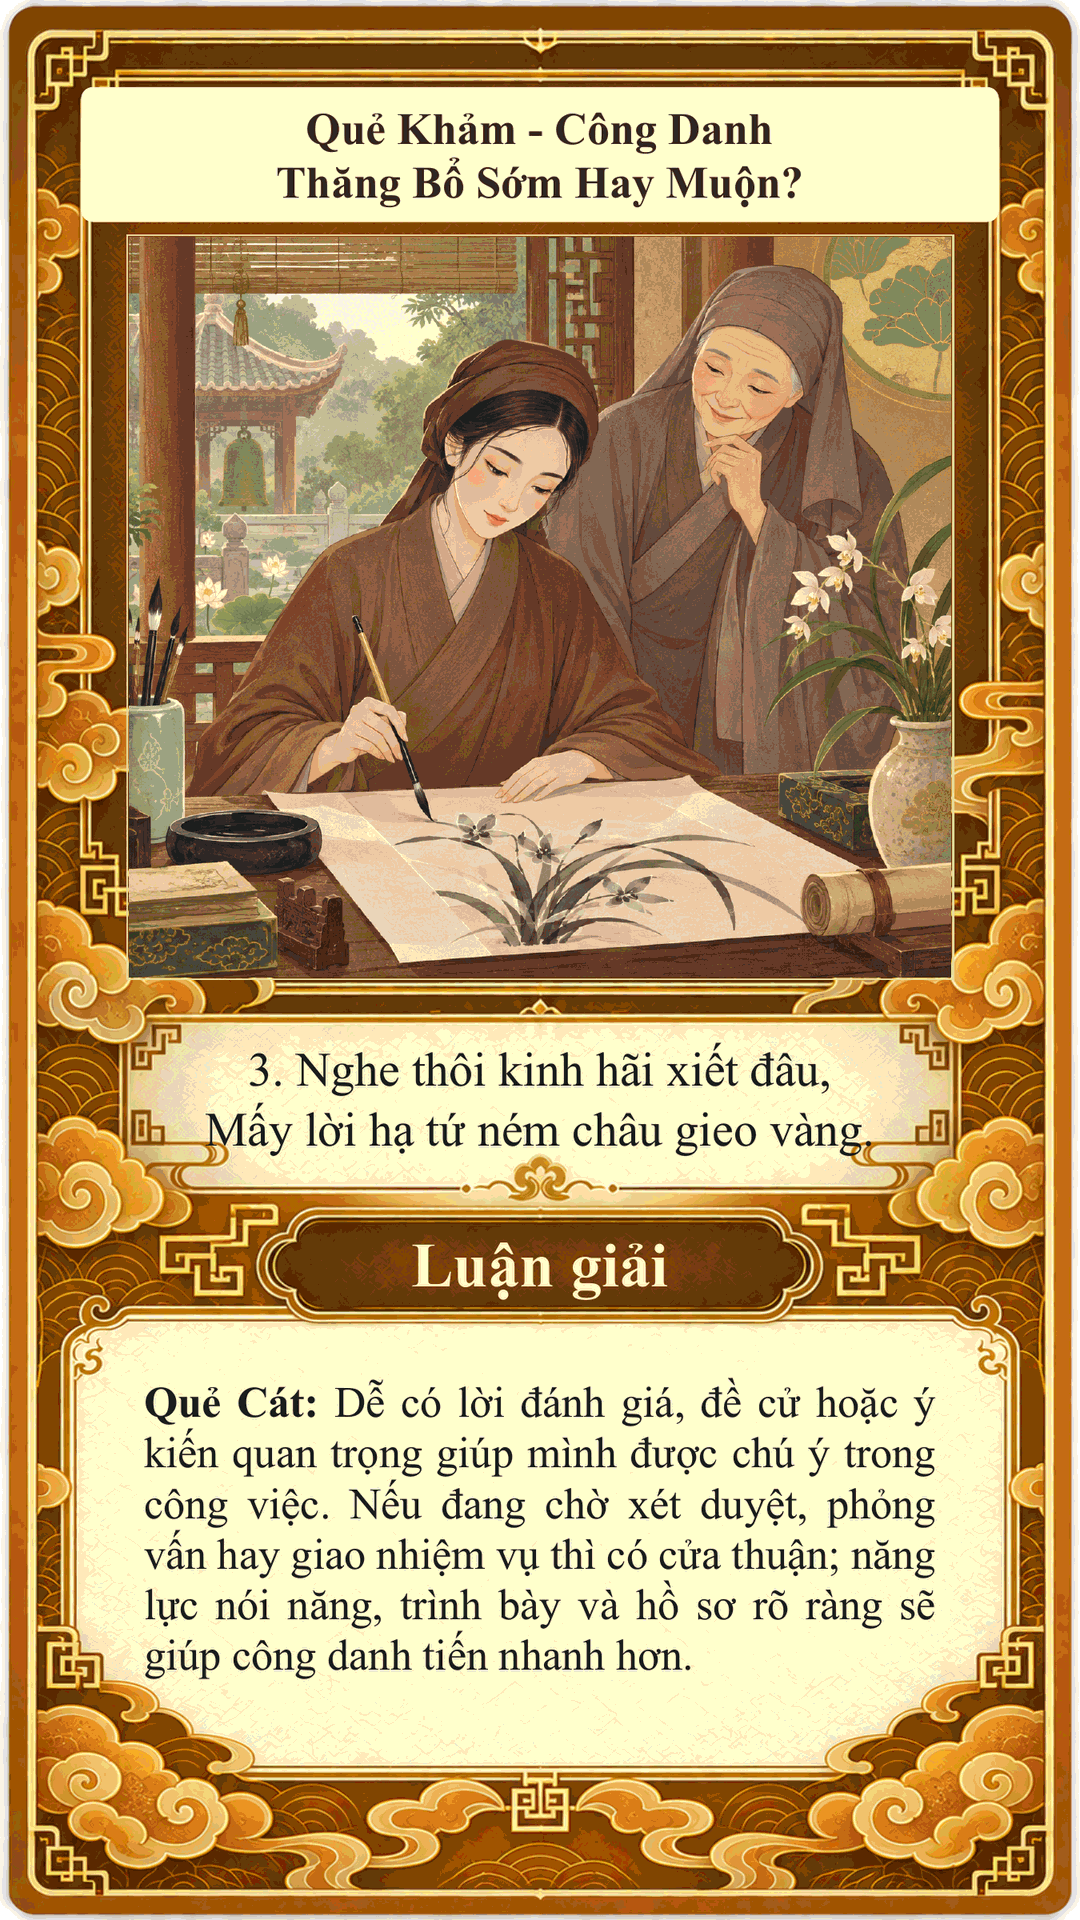 Quẻ Khảm - Công Danh
Thăng Bổ Sớm Hay Muộn?
3. Nghe thôi kinh hãi xiết đâu,
Mấy lời hạ tứ ném châu gieo vàng.
Luận giải
Quẻ Cát: Dễ có lời đánh giá, đề cử hoặc ý
kiến quan trọng giúp mình được chú ý trong
công việc. Nếu đang chờ xét duyệt, phỏng
vấn hay giao nhiệm vụ thì có cửa thuận; năng
lực nói năng, trình bày và hồ sơ rõ ràng sẽ
giúp công danh tiến nhanh hơn.